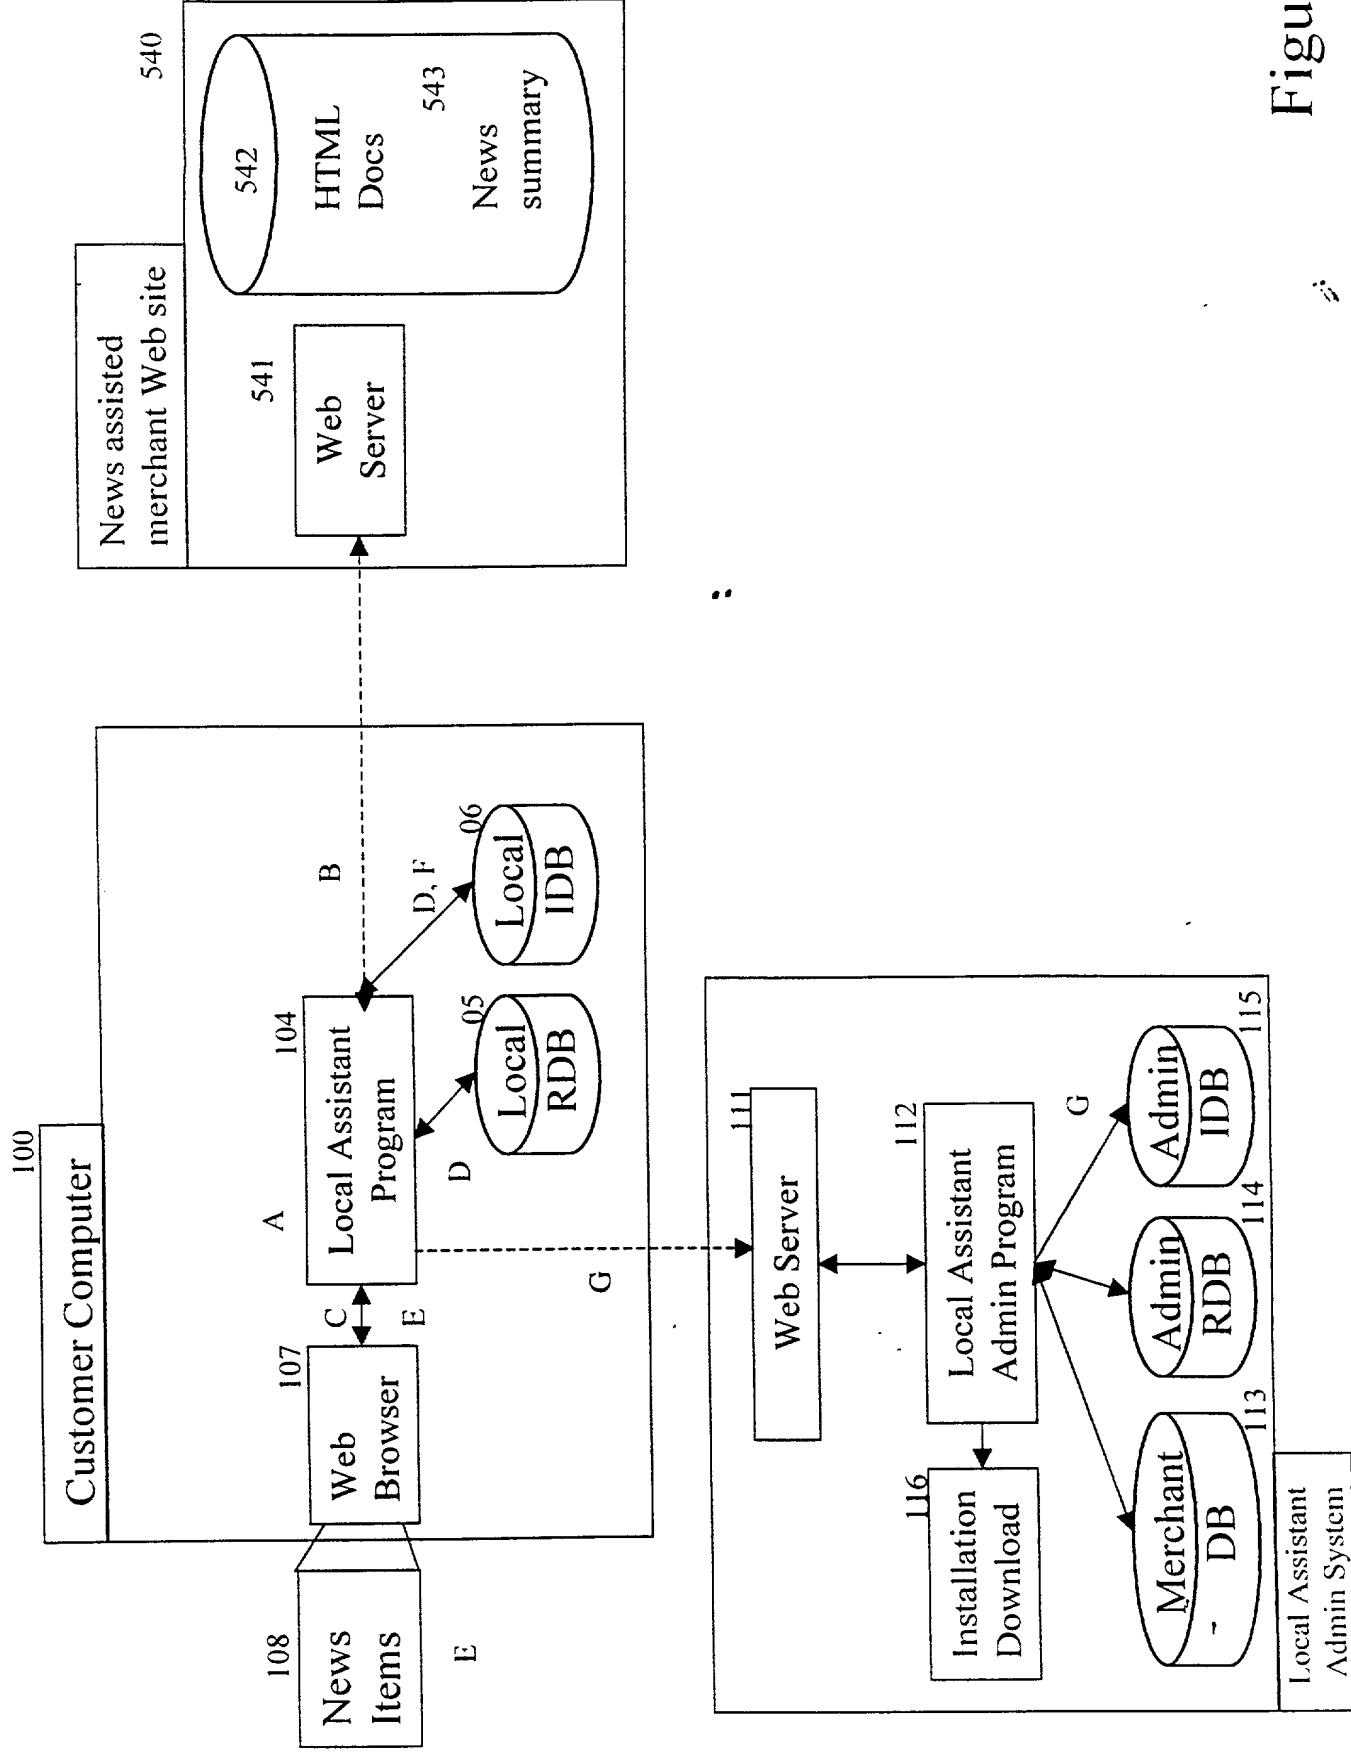 100
Customer Computer
108
News
Items
E
107
Web
Browser
C
E
A
104
Local Assistant
Program
B
D
D, F
05
Local
RDB
06
Local
IDB
G
News assisted
merchant Web site
540
541
Web
Server
542
HTML
Docs
543
News
summary
111
Web Server
112
Local Assistant
Admin Program
116
Installation
Download
G
Merchant
DB
113
Admin
RDB
114
Admin
IDB
115
Local Assistant
Admin System
Figu